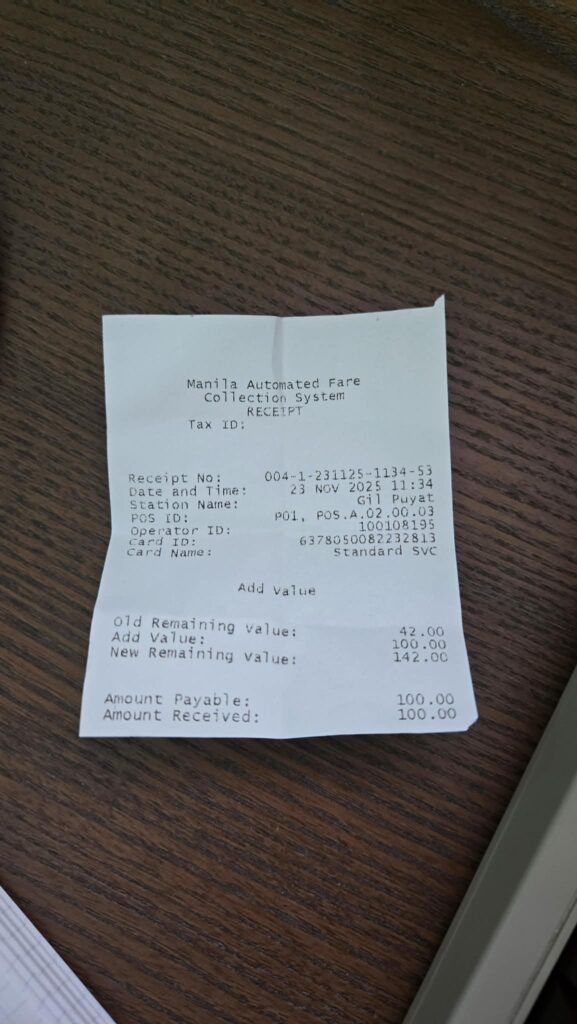 Manila Automated Fare
Collection System
RECEIPT
Tax ID:
Receipt No: 004-1-231125-1134-53
Date and Time: 23 NOV 2025 11:34
Station Name: Gil Puyat
POS ID: P01, POS.A.02.00.03
Operator ID: 100108195
Card ID: 6378050082232813
Card Name: Standard SVC
Add Value
Old Remaining Value: 42.00
Add Value: 100.00
New Remaining Value: 142.00
Amount Payable: 100.00
Amount Received: 100.00